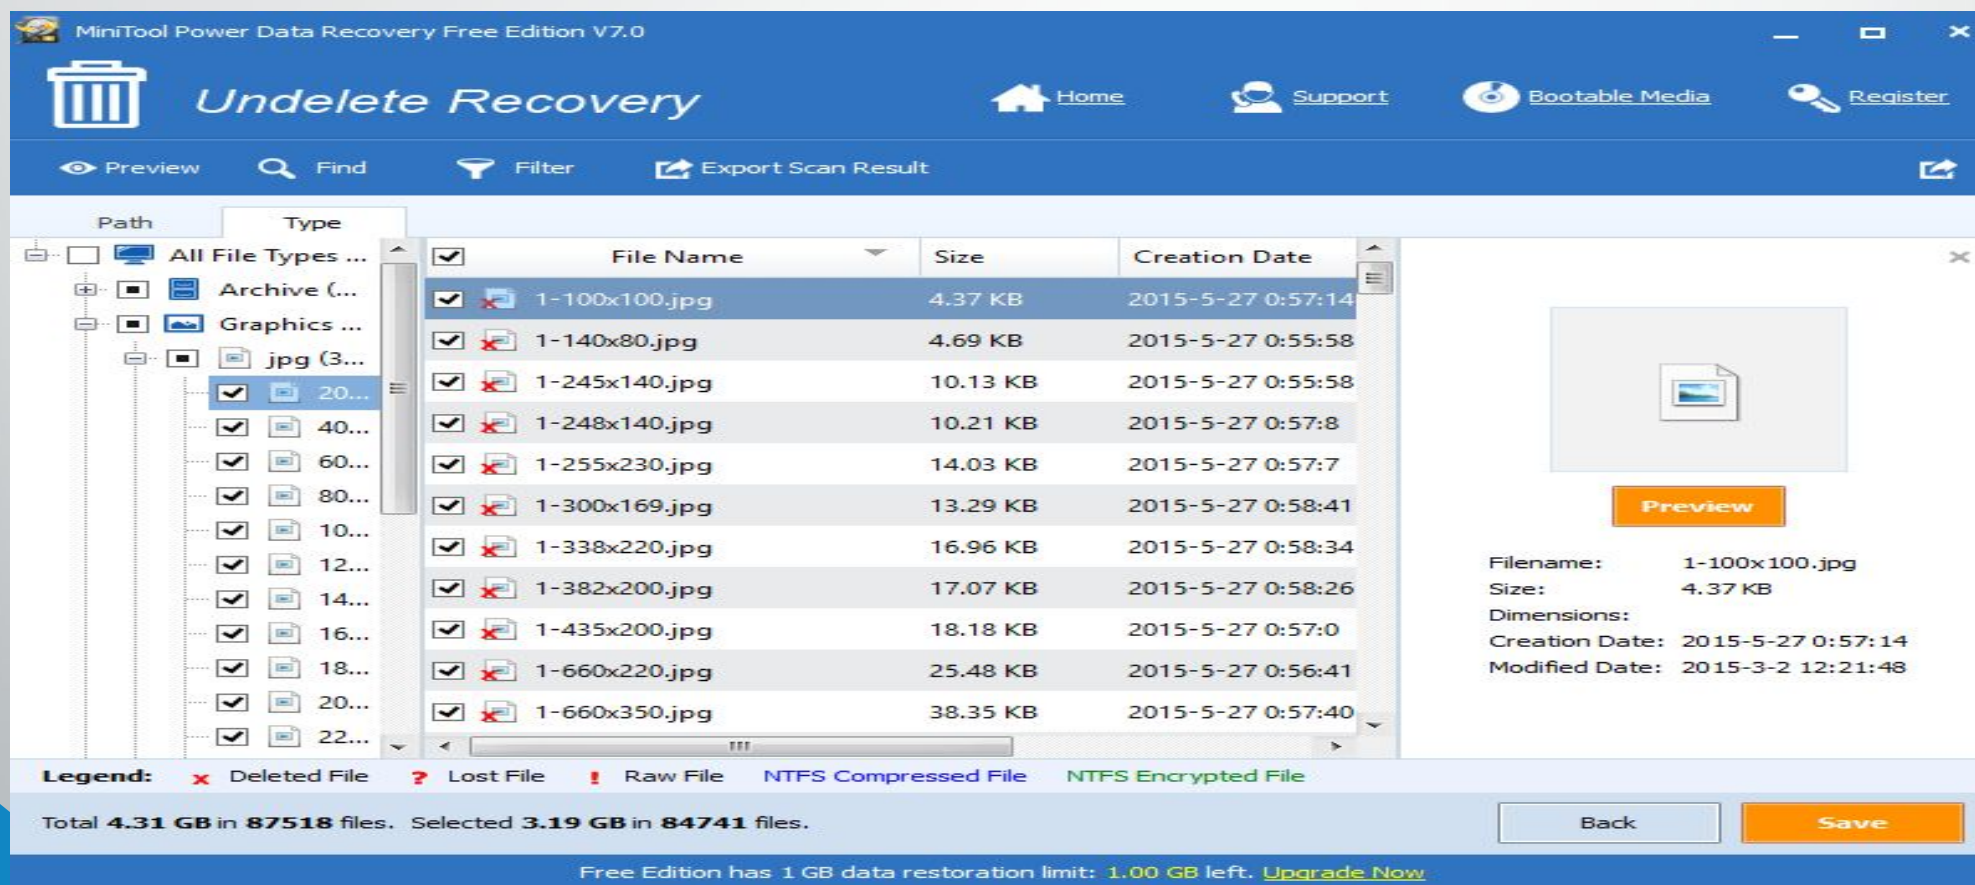 MiniTool Power Data Recovery Free Edition V7.0
Undelete Recovery
Home Support Bootable Media Register
Preview Find Filter Export Scan Result
Path Type
All File Types ...
Archive (...
Graphics ...
jpg (3...
20...
40...
60...
80...
10...
12...
14...
16...
18...
20...
22...
File Name Size Creation Date
1-100x100.jpg 4.37 KB 2015-5-27 0:57:14
1-140x80.jpg 4.69 KB 2015-5-27 0:55:58
1-245x140.jpg 10.13 KB 2015-5-27 0:55:58
1-248x140.jpg 10.21 KB 2015-5-27 0:57:8
1-255x230.jpg 14.03 KB 2015-5-27 0:57:7
1-300x169.jpg 13.29 KB 2015-5-27 0:58:41
1-338x220.jpg 16.96 KB 2015-5-27 0:58:34
1-382x200.jpg 17.07 KB 2015-5-27 0:58:26
1-435x200.jpg 18.18 KB 2015-5-27 0:57:0
1-660x220.jpg 25.48 KB 2015-5-27 0:56:41
1-660x350.jpg 38.35 KB 2015-5-27 0:57:40
Preview
Filename: 1-100x100.jpg
Size: 4.37 KB
Dimensions:
Creation Date: 2015-5-27 0:57:14
Modified Date: 2015-3-2 12:21:48
Legend: x Deleted File ? Lost File ! Raw File NTFS Compressed File NTFS Encrypted File
Total 4.31 GB in 87518 files. Selected 3.19 GB in 84741 files.
Back Save
Free Edition has 1 GB data restoration limit: 1.00 GB left. Upgrade Now